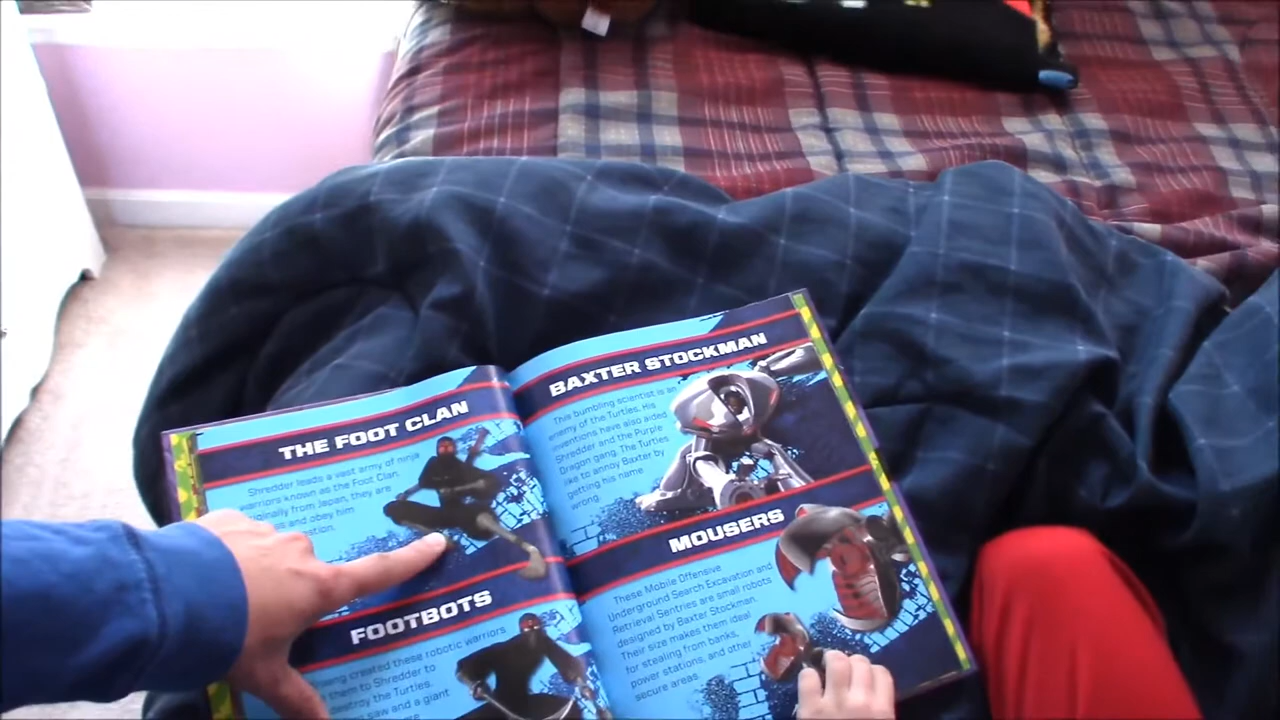 THE FOOT CLAN
Shredder leads a vast army of ninja
warriors known as the Foot Clan.
originally from Japan, they are
and obey him
BAXTER STOCKMAN
This bumbling scientist is an
enemy of the Turtles. His
inventions have also aided
Shredder and the Purple
Dragon gang. The Turtles
like to annoy Baxter by
getting his name
wrong.
FOOTBOTS
created these robotic warriors
them to Shredder to
destroy the Turtles.
saw and a giant
MOUSERS
These Mobile Offensive
Underground Search Excavation and
Retrieval Sentries are small robots
designed by Baxter Stockman.
Their size makes them ideal
for stealing from banks,
power stations, and other
secure areas.